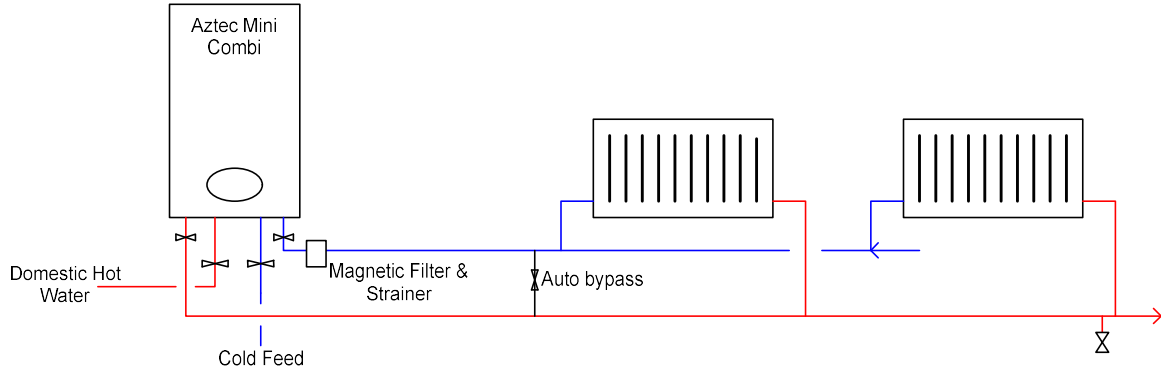 Aztec Mini
Combi
Domestic Hot
Water
Magnetic Filter &
Strainer
Auto bypass
Cold Feed